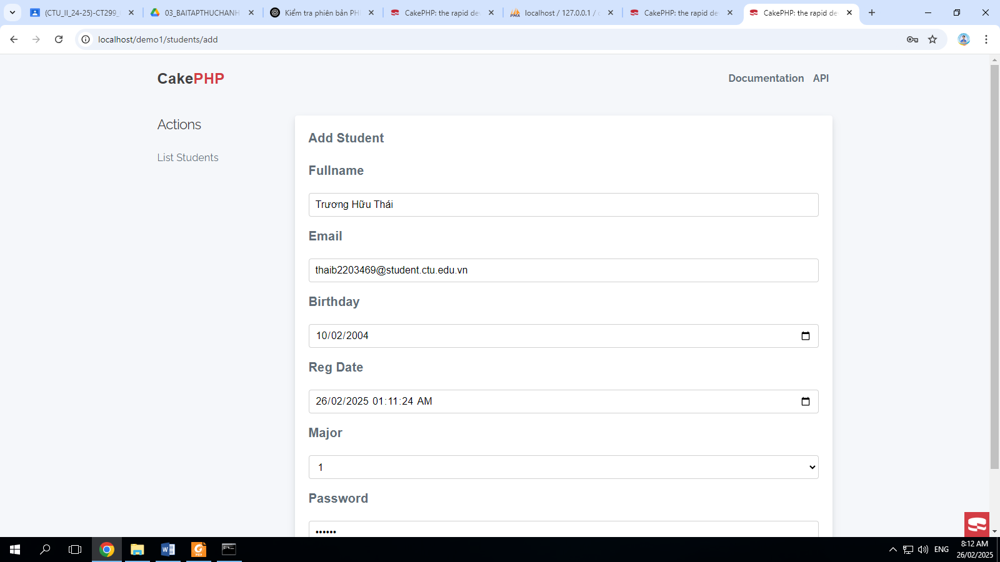 (CTU_II_24-25)-CT299_
03_BAITAPTHUCHANH
Kiểm tra phiên bản PH
CakePHP: the rapid de
localhost / 127.0.0.1 /
CakePHP: the rapid de
CakePHP: the rapid de
localhost/demo1/students/add
CakePHP
Documentation API
Actions
List Students
Add Student
Fullname
Trương Hữu Thái
Email
thaib2203469@student.ctu.edu.vn
Birthday
10/02/2004
Reg Date
26/02/2025 01:11:24 AM
Major
1
Password
••••••
ENG
8:12 AM
26/02/2025